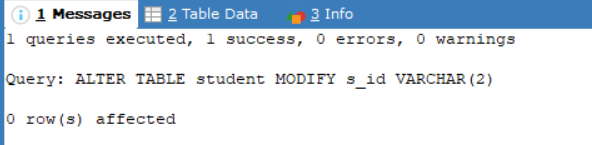 1 Messages 2 Table Data 3 Info
1 queries executed, 1 success, 0 errors, 0 warnings
Query: ALTER TABLE student MODIFY s_id VARCHAR(2)
0 row(s) affected